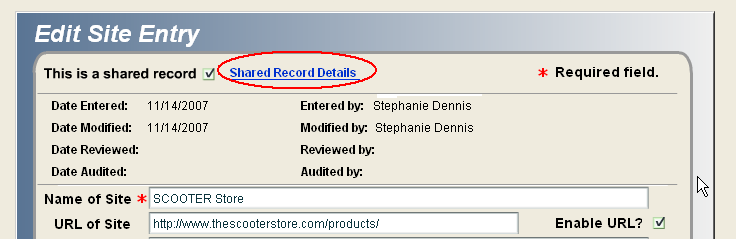 Edit Site Entry
This is a shared record Shared Record Details * Required field.
Date Entered: 11/14/2007 Entered by: Stephanie Dennis
Date Modified: 11/14/2007 Modified by: Stephanie Dennis
Date Reviewed: Reviewed by:
Date Audited: Audited by:
Name of Site * SCOOTER Store
URL of Site http://www.thescooterstore.com/products/ Enable URL?